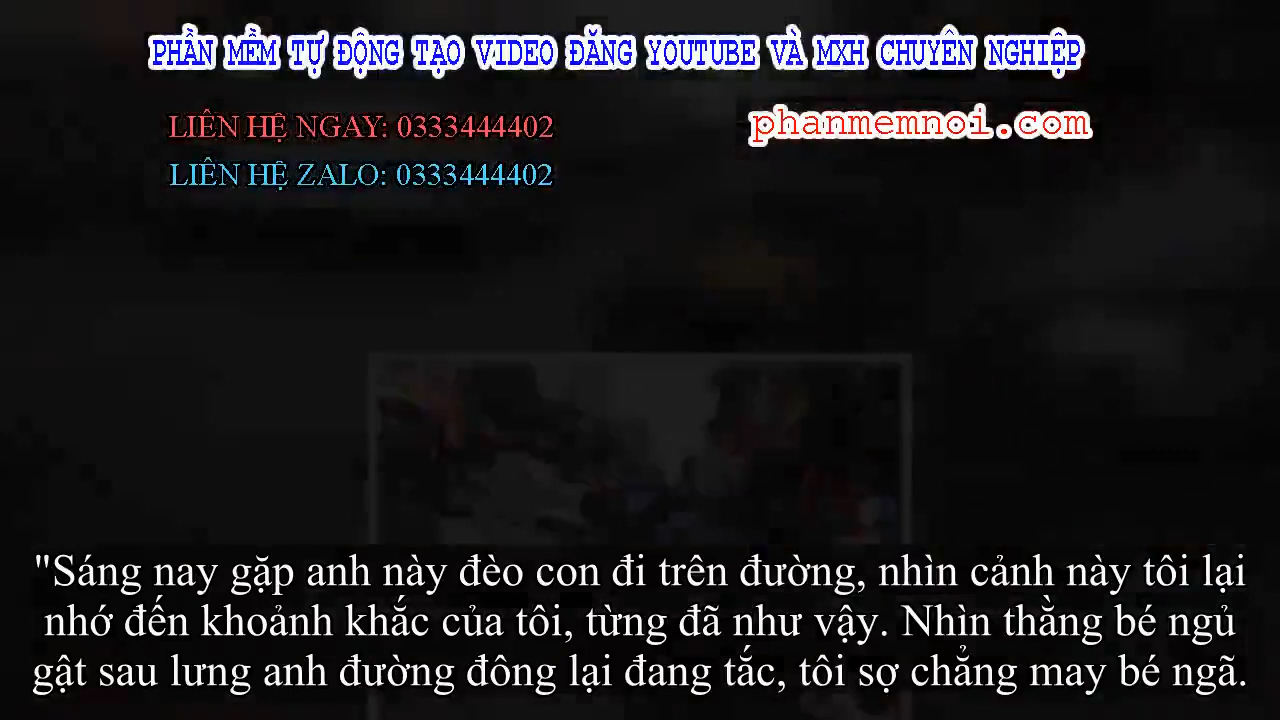 PHẦN MỀM TỰ ĐỘNG TẠO VIDEO ĐĂNG YOUTUBE VÀ MXH CHUYÊN NGHIỆP
LIÊN HỆ NGAY: 0333444402
phanmemnoi.com
LIÊN HỆ ZALO: 0333444402
"Sáng nay gặp anh này đèo con đi trên đường, nhìn cảnh này tôi lại
nhớ đến khoảnh khắc của tôi, từng đã như vậy. Nhìn thằng bé ngủ
gật sau lưng anh đường đông lại đang tắc, tôi sợ chẳng may bé ngã.